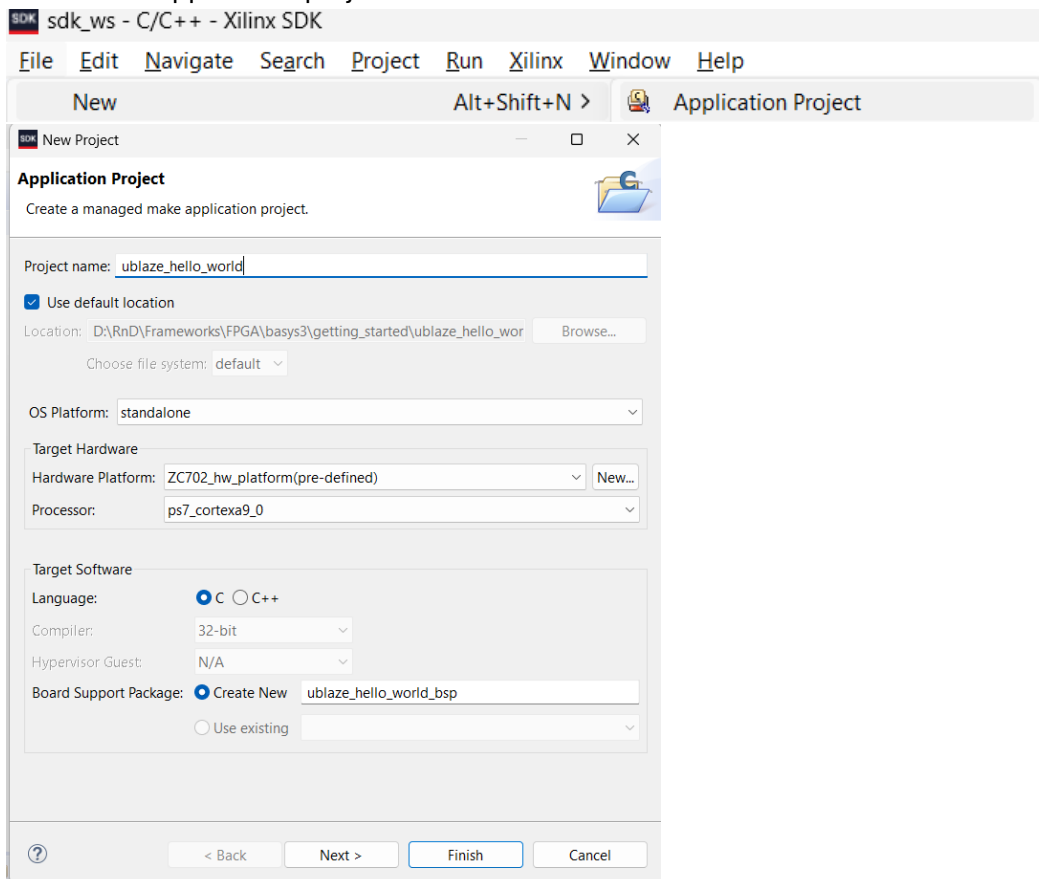 SDK sdk_ws - C/C++ - Xilinx SDK
File Edit Navigate Search Project Run Xilinx Window Help
New Alt+Shift+N > Application Project
SDK New Project
Application Project
Create a managed make application project.
Project name: ublaze_hello_world
Use default location
Location: D:\RnD\Frameworks\FPGA\basys3\getting_started\ublaze_hello_wor Browse...
Choose file system: default
OS Platform: standalone
Target Hardware
Hardware Platform: ZC702_hw_platform(pre-defined) New...
Processor: ps7_cortexa9_0
Target Software
Language: C C++
Compiler: 32-bit
Hypervisor Guest: N/A
Board Support Package: Create New ublaze_hello_world_bsp
Use existing
? < Back Next > Finish Cancel